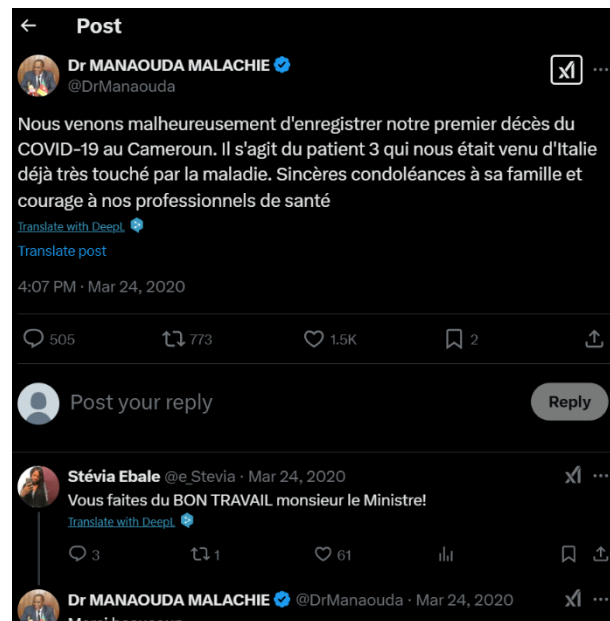 Post
Dr MANAOUDA MALACHIE
@DrManaouda
Nous venons malheureusement d'enregistrer notre premier décès du
COVID-19 au Cameroun. Il s'agit du patient 3 qui nous était venu d'Italie
déjà très touché par la maladie. Sincères condoléances à sa famille et
courage à nos professionnels de santé
Translate with DeepL
Translate post
4:07 PM · Mar 24, 2020
505 773 1.5K 2
Post your reply
Reply
Stévia Ebale @e_Stevia · Mar 24, 2020
Vous faites du BON TRAVAIL monsieur le Ministre!
Translate with DeepL
3 1 61
Dr MANAOUDA MALACHIE @DrManaouda · Mar 24, 2020